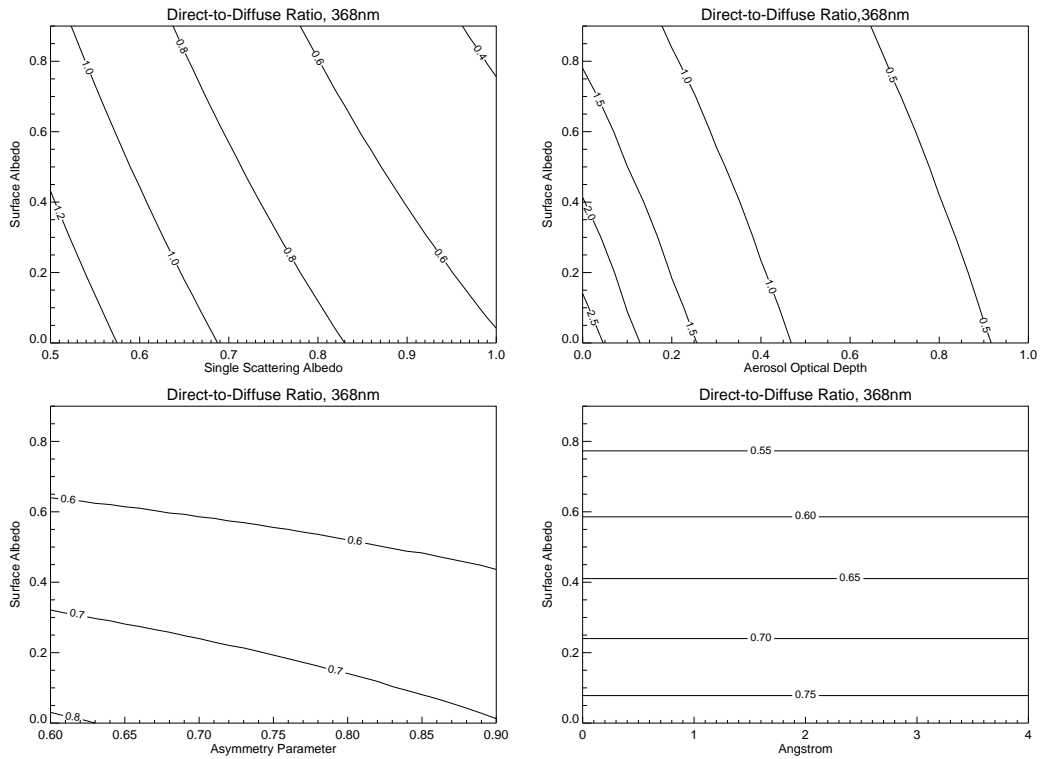 Direct-to-Diffuse Ratio, 368nm
Surface Albedo
0.8
0.6
0.4
0.2
0.0
1.0
0.8
0.6
0.4
1.2
1.0
0.8
0.6
0.5 0.6 0.7 0.8 0.9 1.0
Single Scattering Albedo
Direct-to-Diffuse Ratio,368nm
Surface Albedo
0.8
0.6
0.4
0.2
0.0
1.5
1.0
0.5
2.0
2.5
1.5
1.0
0.5
0.0 0.2 0.4 0.6 0.8 1.0
Aerosol Optical Depth
Direct-to-Diffuse Ratio, 368nm
Surface Albedo
0.8
0.6
0.4
0.2
0.0
0.6
0.6
0.7
0.7
0.8
0.60 0.65 0.70 0.75 0.80 0.85 0.90
Asymmetry Parameter
Direct-to-Diffuse Ratio, 368nm
Surface Albedo
0.8
0.6
0.4
0.2
0.0
0.55
0.60
0.65
0.70
0.75
0 1 2 3 4
Angstrom